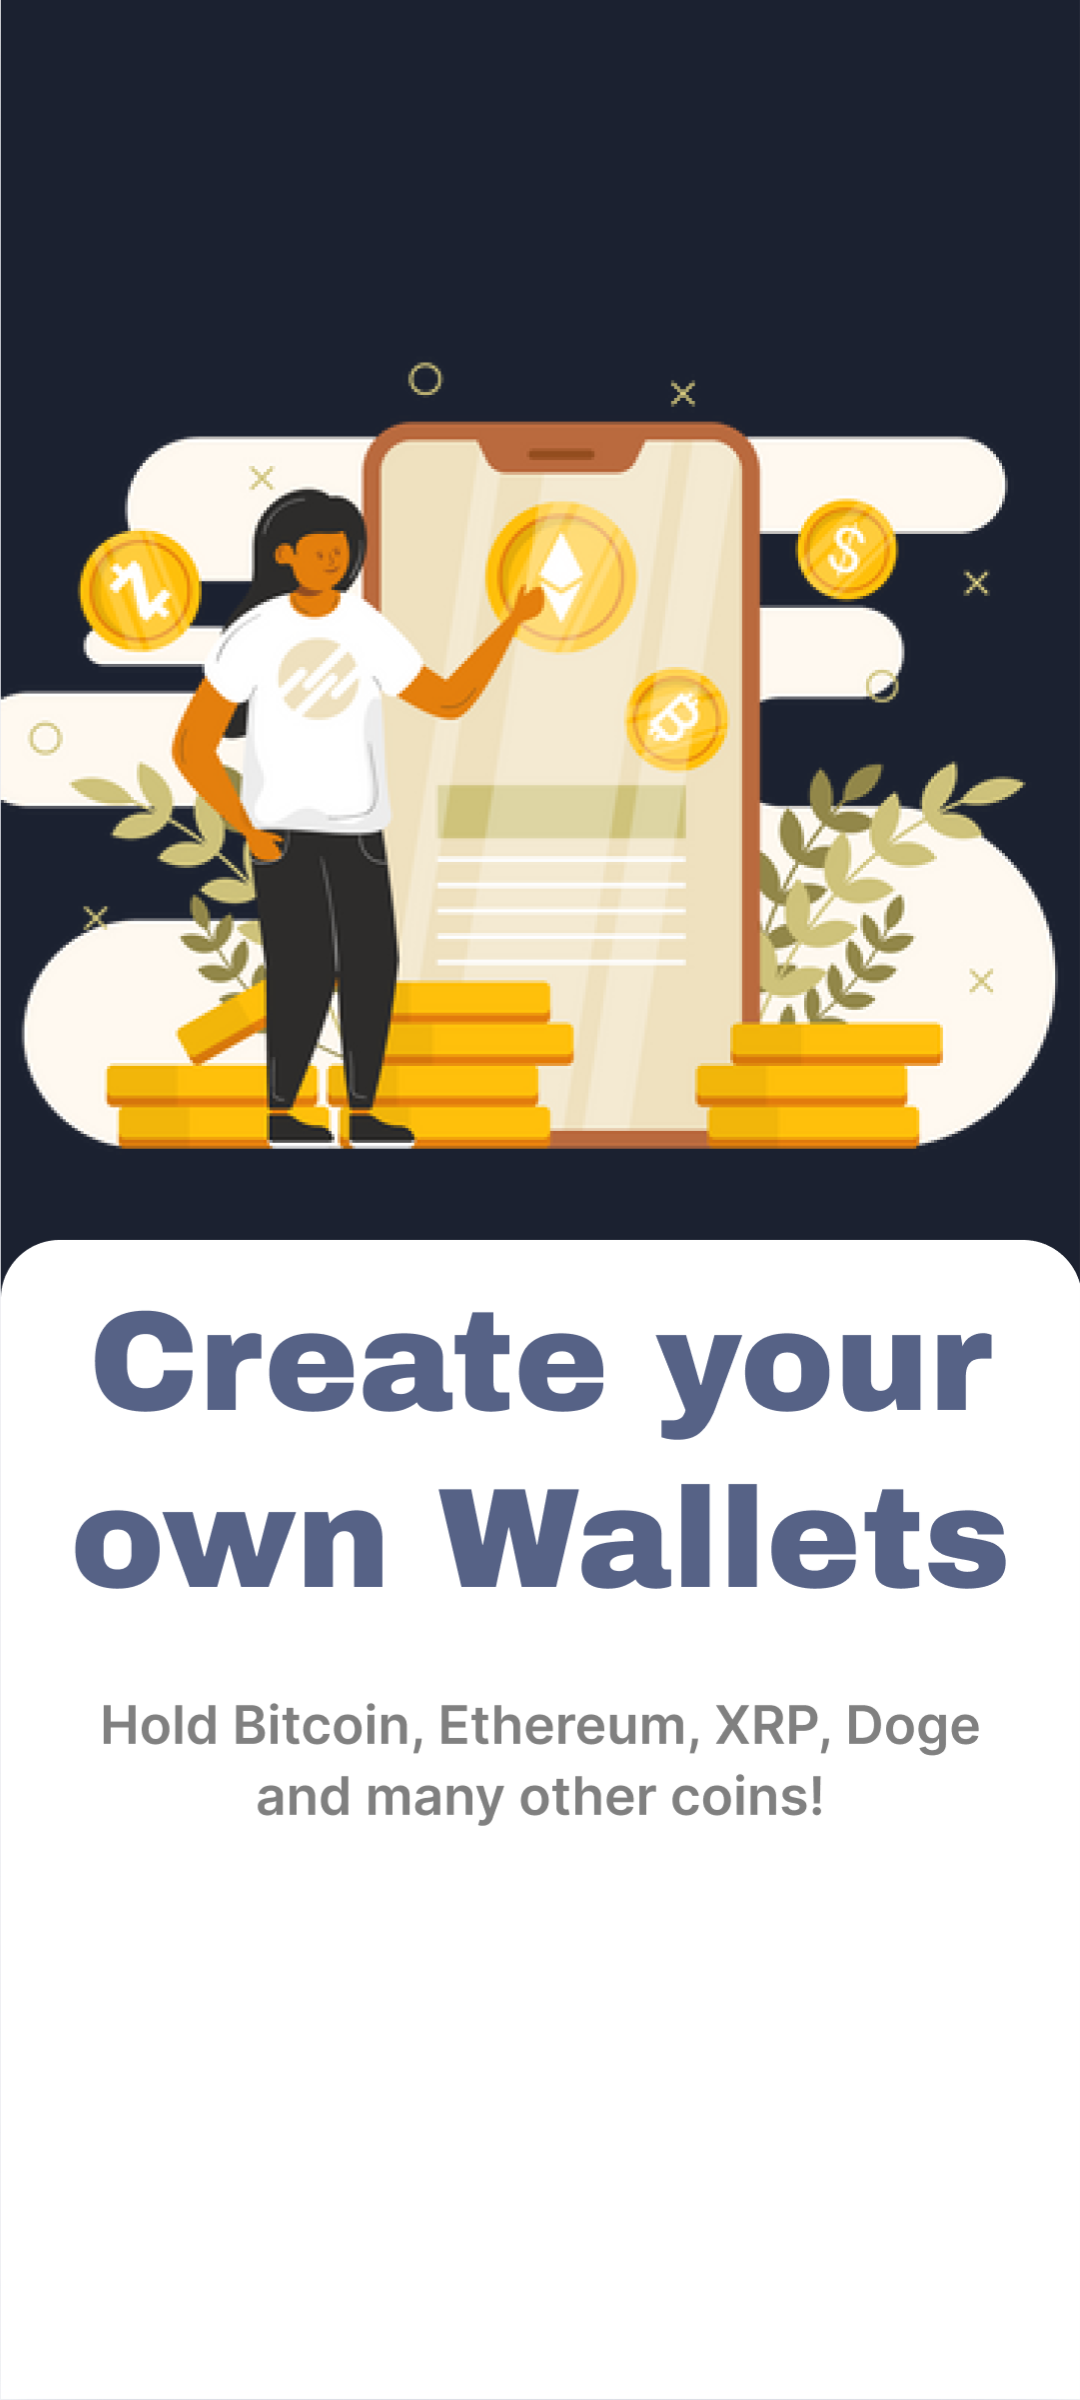 Create your
own Wallets
Hold Bitcoin, Ethereum, XRP, Doge
and many other coins!